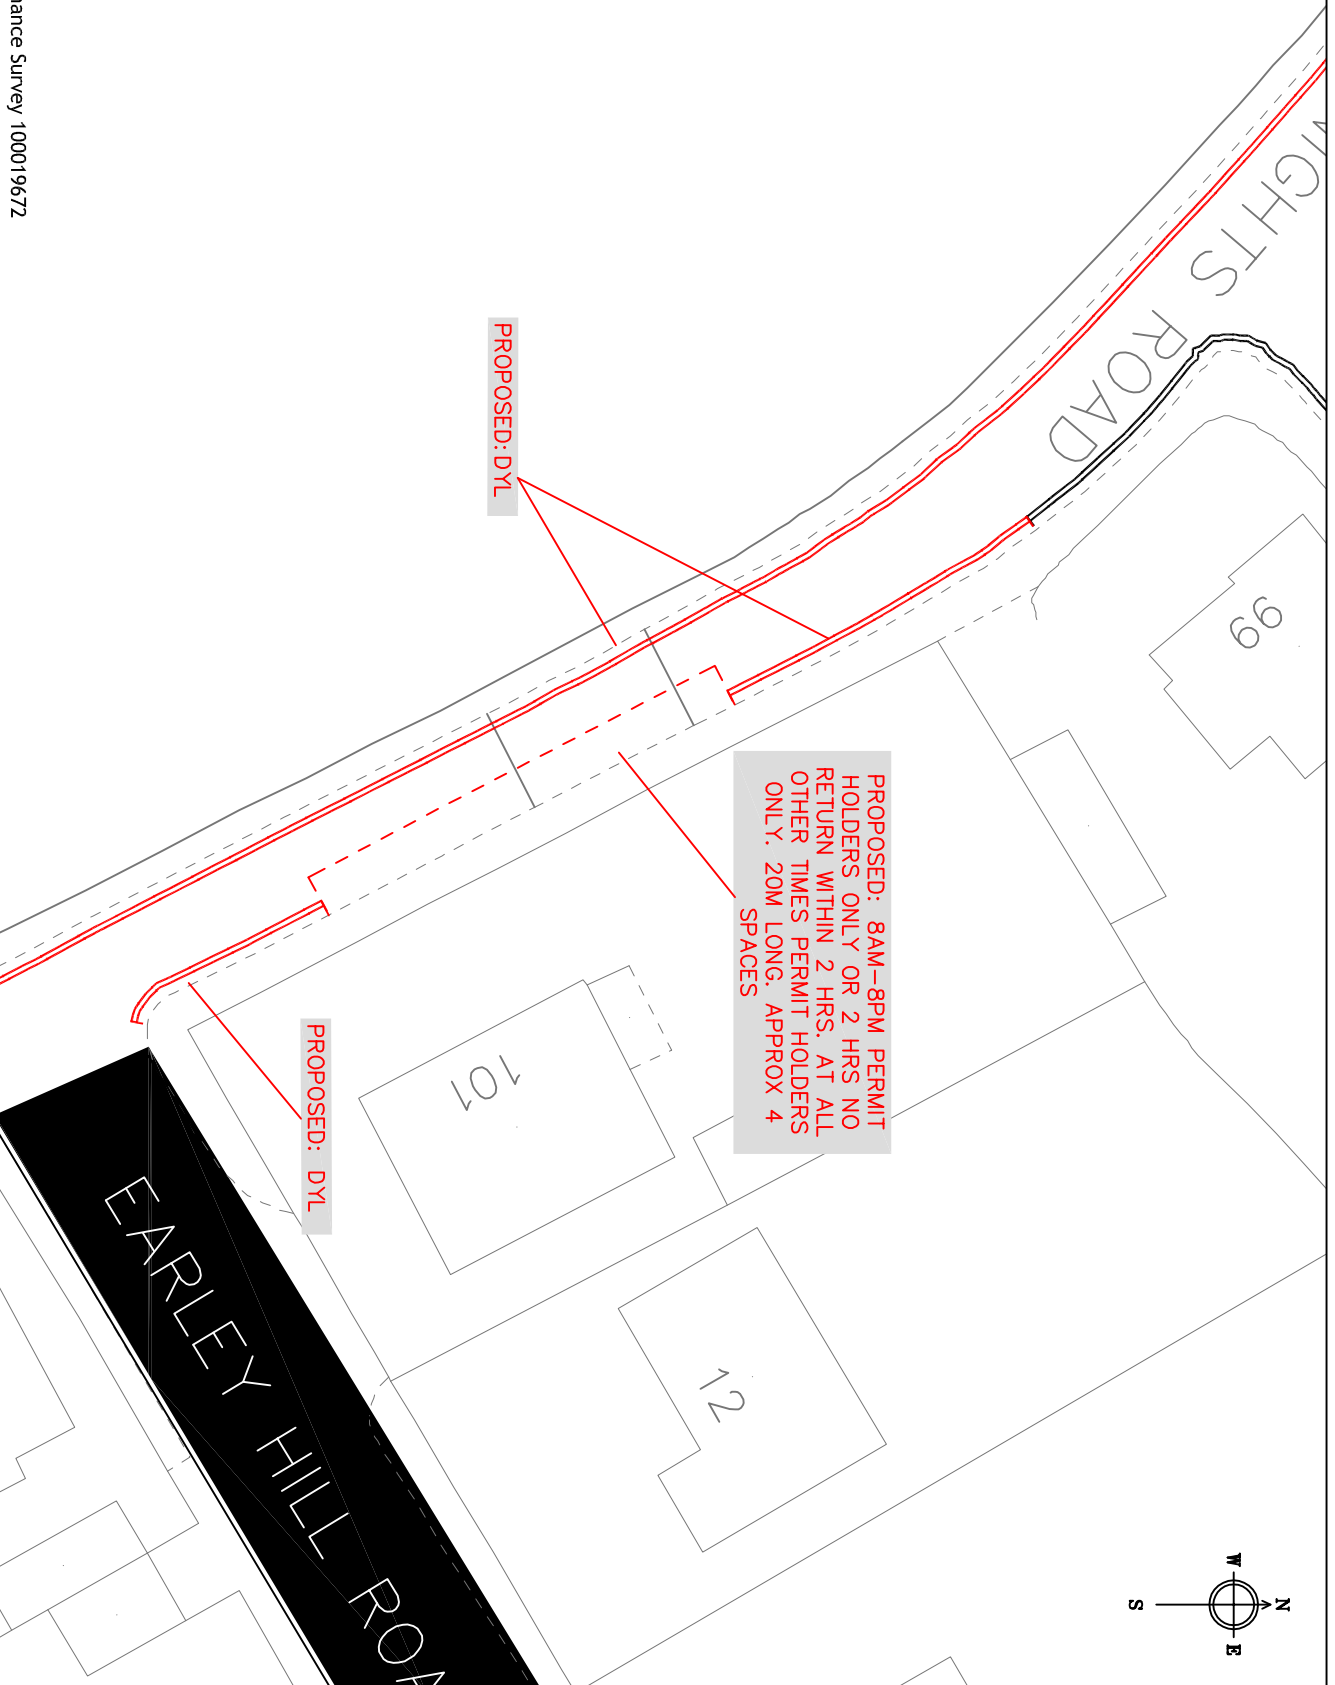 IGHTS ROAD
99
PROPOSED: DYL
PROPOSED: 8AM-8PM PERMIT
HOLDERS ONLY OR 2 HRS NO
RETURN WITHIN 2 HRS. AT ALL
OTHER TIMES PERMIT HOLDERS
ONLY. 20M LONG. APPROX 4
SPACES
101
PROPOSED: DYL
12
EARLEY HILL ROA
N
W
E
S
nance Survey 100019672